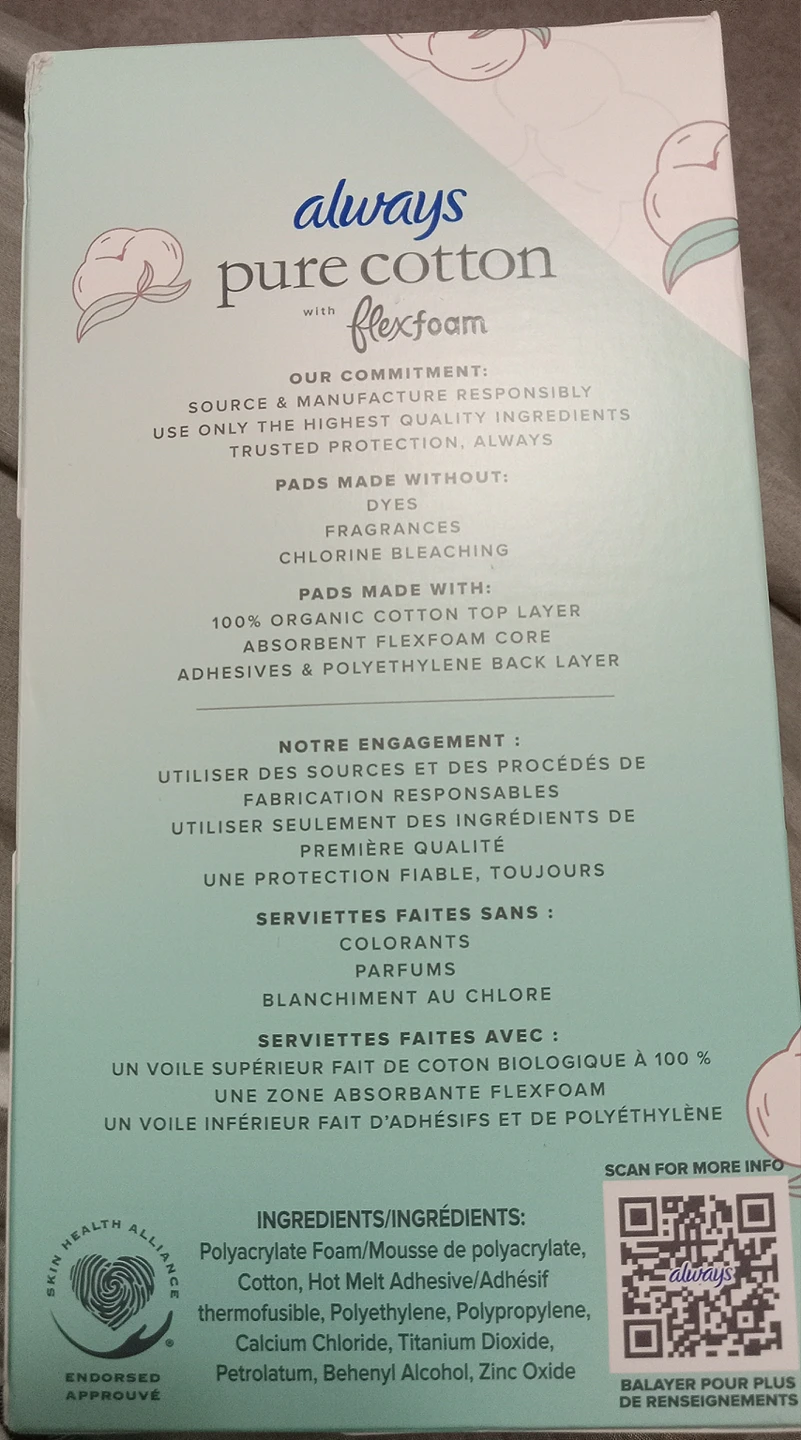 always
pure cotton
with flexfoam
OUR COMMITMENT:
SOURCE & MANUFACTURE RESPONSIBLY
USE ONLY THE HIGHEST QUALITY INGREDIENTS
TRUSTED PROTECTION, ALWAYS
PADS MADE WITHOUT:
DYES
FRAGRANCES
CHLORINE BLEACHING
PADS MADE WITH:
100% ORGANIC COTTON TOP LAYER
ABSORBENT FLEXFOAM CORE
ADHESIVES & POLYETHYLENE BACK LAYER
NOTRE ENGAGEMENT :
UTILISER DES SOURCES ET DES PROCÉDÉS DE
FABRICATION RESPONSABLES
UTILISER SEULEMENT DES INGRÉDIENTS DE
PREMIÈRE QUALITÉ
UNE PROTECTION FIABLE, TOUJOURS
SERVIETTES FAITES SANS :
COLORANTS
PARFUMS
BLANCHIMENT AU CHLORE
SERVIETTES FAITES AVEC :
UN VOILE SUPÉRIEUR FAIT DE COTON BIOLOGIQUE À 100 %
UNE ZONE ABSORBANTE FLEXFOAM
UN VOILE INFÉRIEUR FAIT D'ADHÉSIFS ET DE POLYÉTHYLÈNE
SKIN HEALTH ALLIANCE
®
ENDORSED
APPROUVÉ
INGREDIENTS/INGRÉDIENTS:
Polyacrylate Foam/Mousse de polyacrylate,
Cotton, Hot Melt Adhesive/Adhésif
thermofusible, Polyethylene, Polypropylene,
Calcium Chloride, Titanium Dioxide,
Petrolatum, Behenyl Alcohol, Zinc Oxide
SCAN FOR MORE INFO
always
BALAYER POUR PLUS
DE RENSEIGNEMENTS